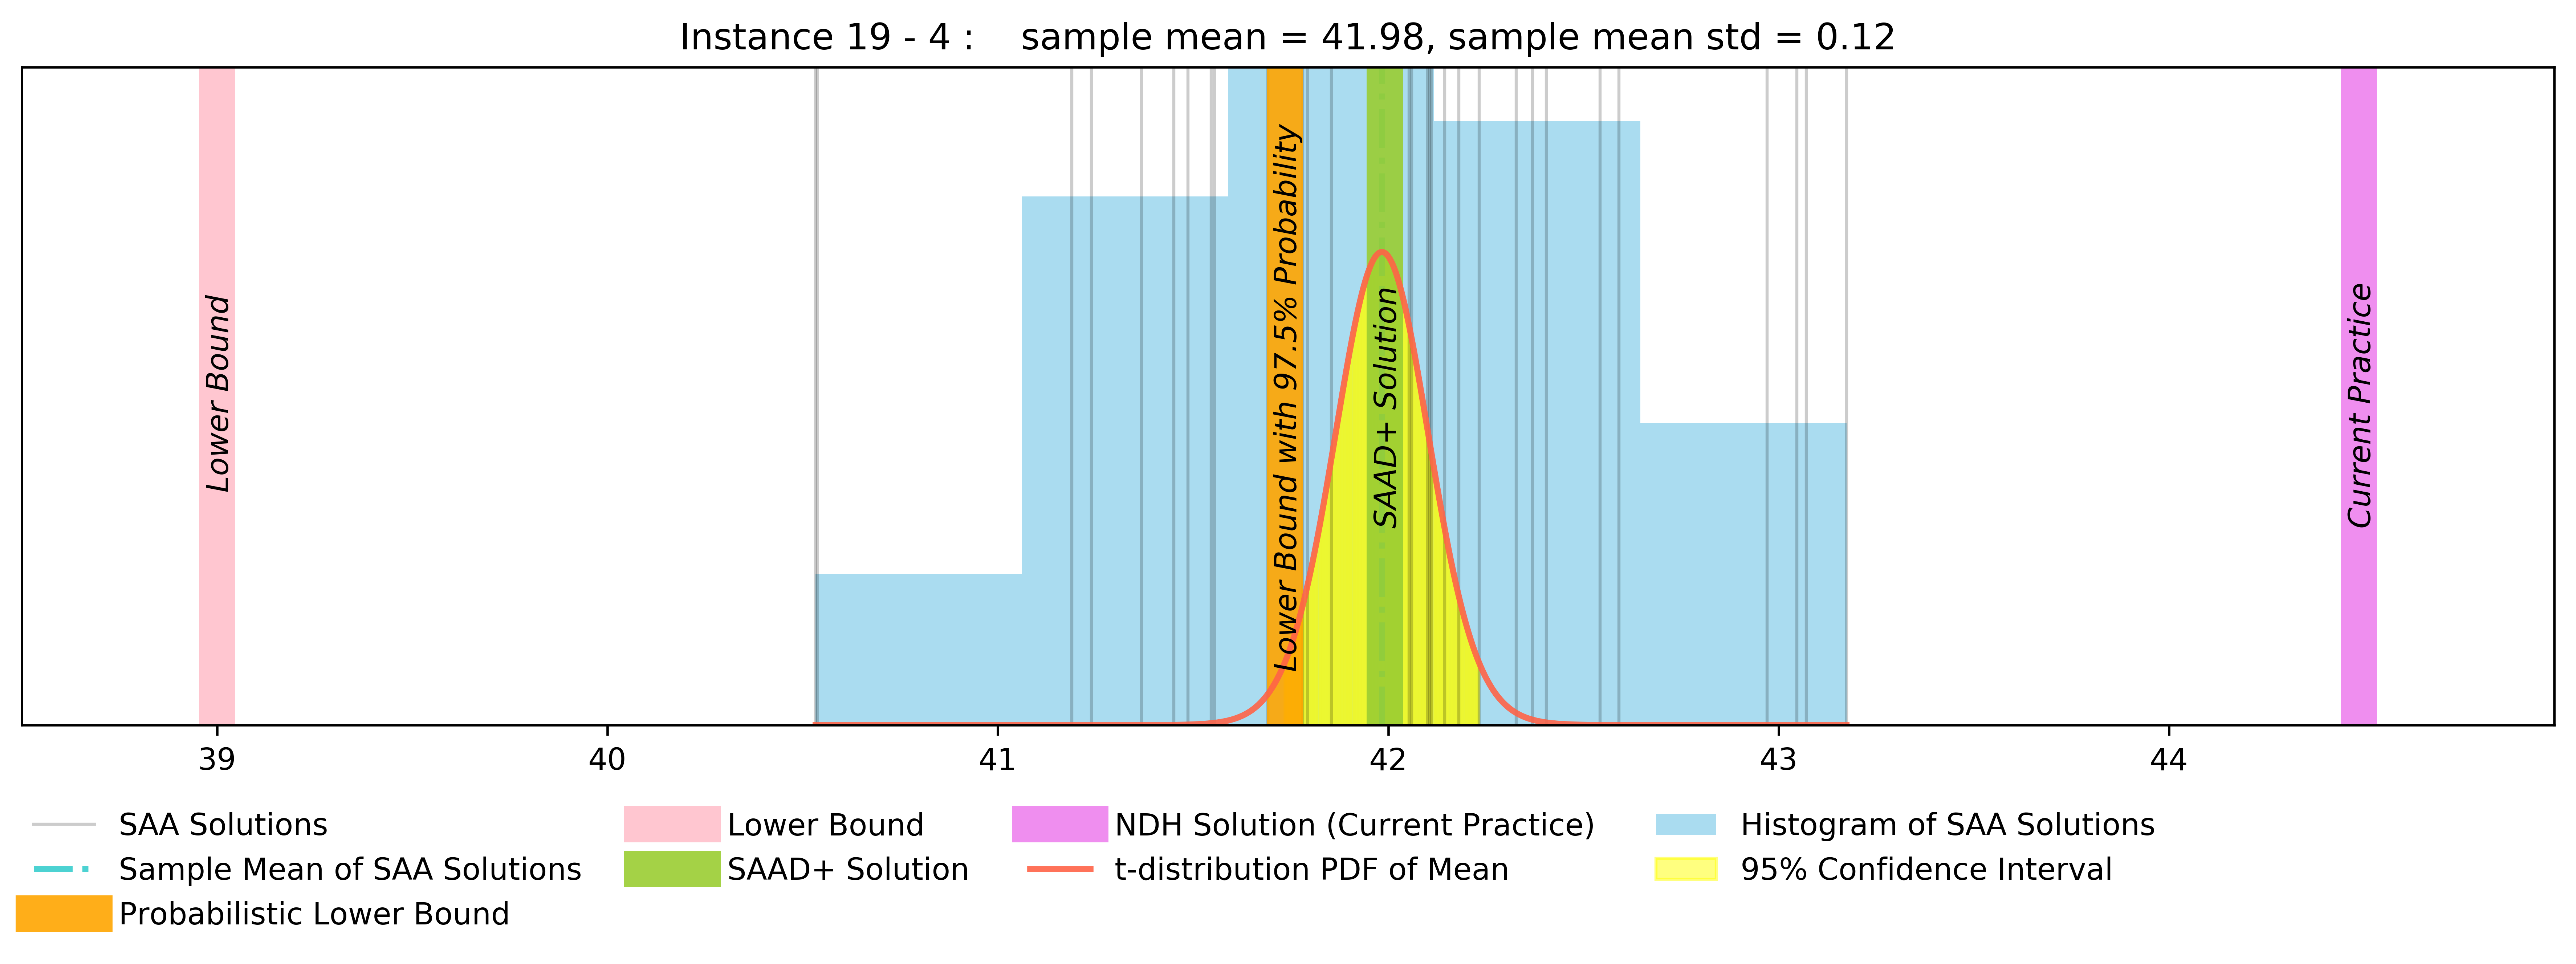 Instance 19 - 4 :    sample mean = 41.98, sample mean std = 0.12
Lower Bound
Lower Bound with 97.5% Probability
SAAD+ Solution
Current Practice
39 40 41 42 43 44
SAA Solutions
Sample Mean of SAA Solutions
Probabilistic Lower Bound
Lower Bound
SAAD+ Solution
NDH Solution (Current Practice)
t-distribution PDF of Mean
Histogram of SAA Solutions
95% Confidence Interval